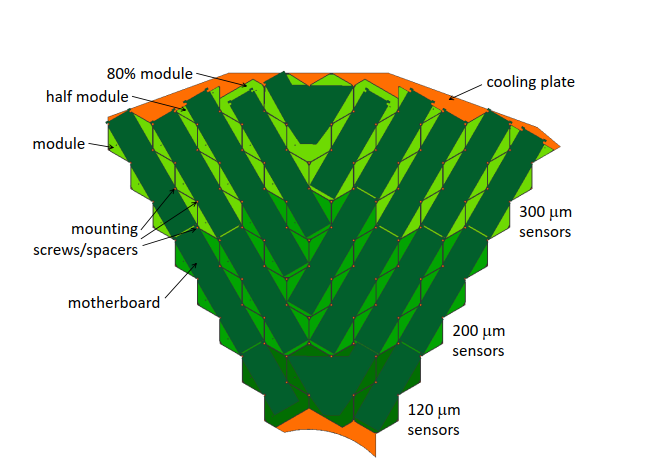 80% module
cooling plate
half module
module
300 μm
sensors
mounting
screws/spacers
motherboard
200 μm
sensors
120 μm
sensors